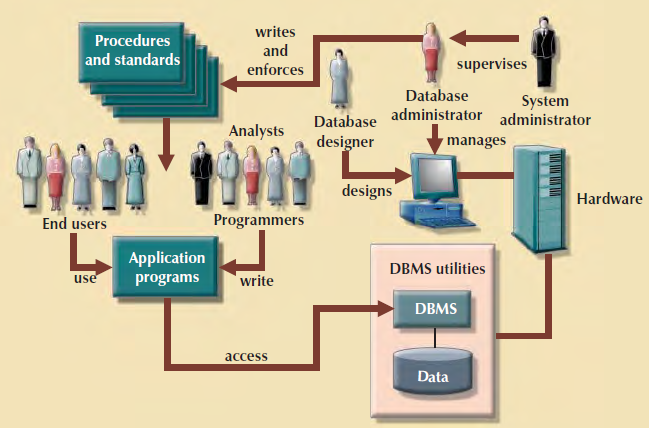 writes
and
enforces
Procedures
and standards
supervises
Database
administrator
System
administrator
Database
designer
manages
Analysts
designs
Hardware
End users
Programmers
Application
programs
use
write
DBMS utilities
DBMS
access
Data